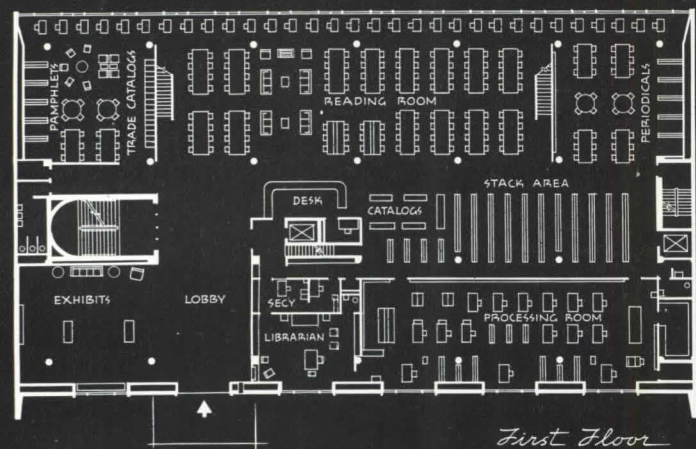 PAMPHLETS
TRADE CATALOGS
READING ROOM
PERIODICALS
STACK AREA
DESK
CATALOGS
EXHIBITS
LOBBY
SECY
LIBRARIAN
PROCESSING ROOM
First Floor